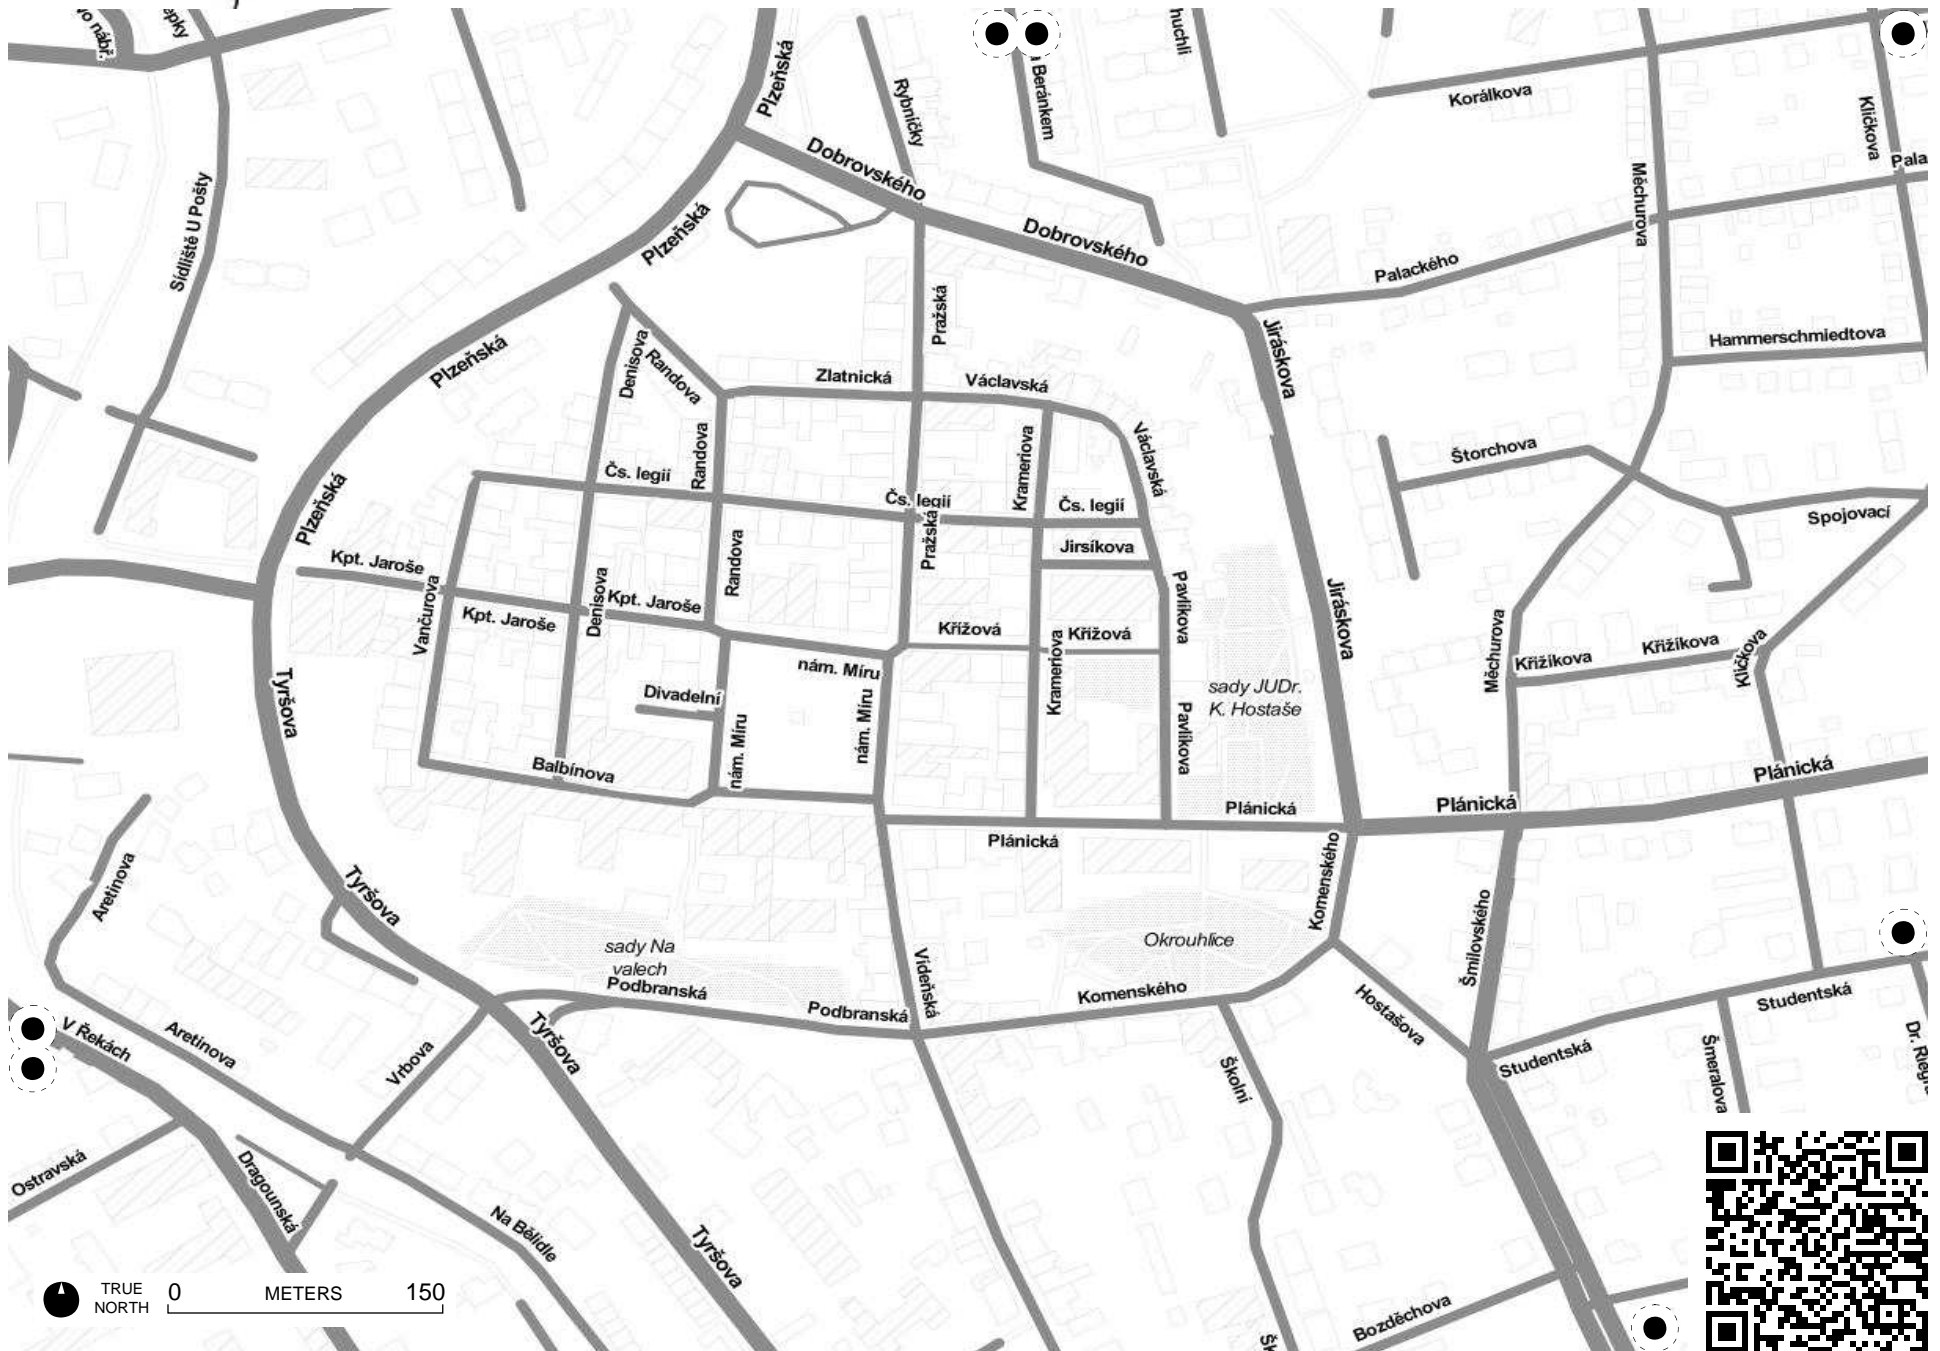 nábř.
Plzeňská
Rybníčky
Beránkem
Korálkova
Kličkova
Dobrovského
Měchurova
Sídliště U Pošty
Plzeňská
Dobrovského
Palackého
Pražská
Jiráskova
Hammerschmiedtova
Plzeňská
Denisova
Randova
Zlatnická
Václavská
Václavská
Randova
Krameriova
Štorchova
Čs. legií
Čs. legií
Čs. legií
Plzeňská
Pražská
Spojovací
Jirsíkova
Kpt. Jaroše
Randova
Vančurova
Denisova
Kpt. Jaroše
Kpt. Jaroše
Pavlíkova
Jiráskova
Křížová
Křížová
Měchurova
Křižíkova
Křižíkova
Kličkova
nám. Míru
Krameriova
sady JUDr.
K. Hostaše
Tyršova
Divadelní
nám. Míru
nám. Míru
Pavlíkova
Balbínova
Plánická
Plánická
Plánická
Plánická
Komenského
Aretinova
Tyršova
Šmilovského
sady Na
valech
Okrouhlice
Podbranská
Podbranská
Vídeňská
Komenského
Hostašova
Studentská
Studentská
V Řekách
Aretinova
Vrbova
Tyršova
Školní
Šmeralova
Ostravská
Dragounská
Na Bělidle
Tyršova
Bozděchova
TRUE
NORTH
0 METERS 150